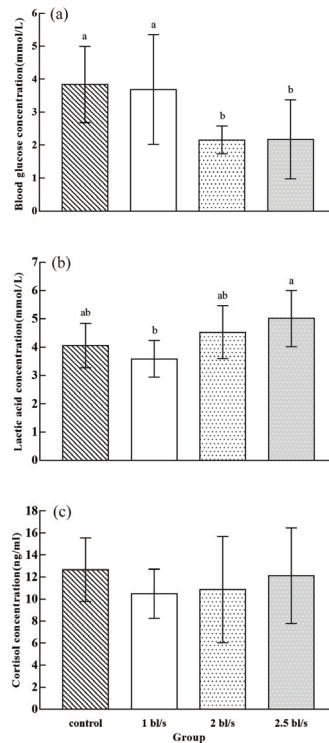 (a)
Blood glucose concentration(mmol/L)
6
5
4
3
2
1
0
a
a
b
b
(b)
Lactic acid concentration(mmol/L)
7
6
5
4
3
2
1
0
ab
b
ab
a
(c)
Cortisol concentration(ng/ml)
18
16
14
12
10
8
6
4
2
0
control 1 bl/s 2 bl/s 2.5 bl/s
Group